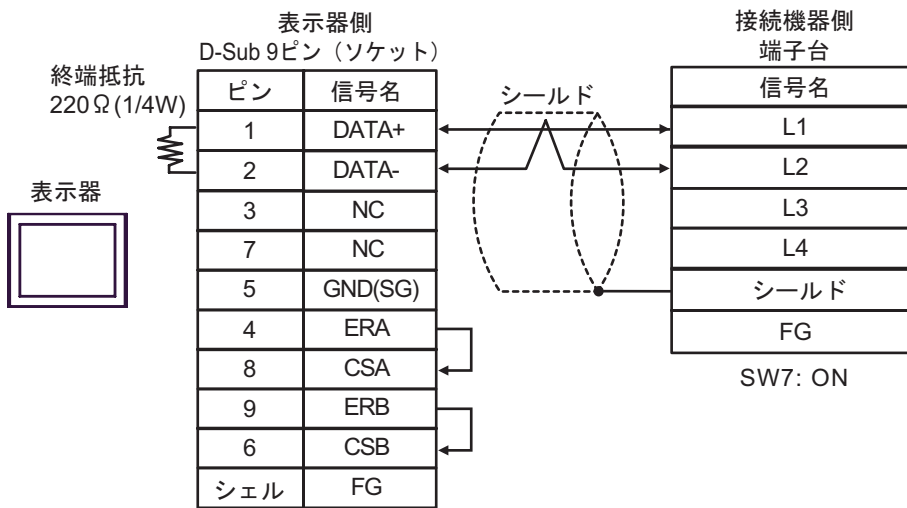 表示器側
D-Sub 9ピン（ソケット）
接続機器側
端子台
終端抵抗
220Ω(1/4W)
シールド
表示器
ピン 信号名
1 DATA+
2 DATA-
3 NC
7 NC
5 GND(SG)
4 ERA
8 CSA
9 ERB
6 CSB
シェル FG
信号名
L1
L2
L3
L4
シールド
FG
SW7: ON